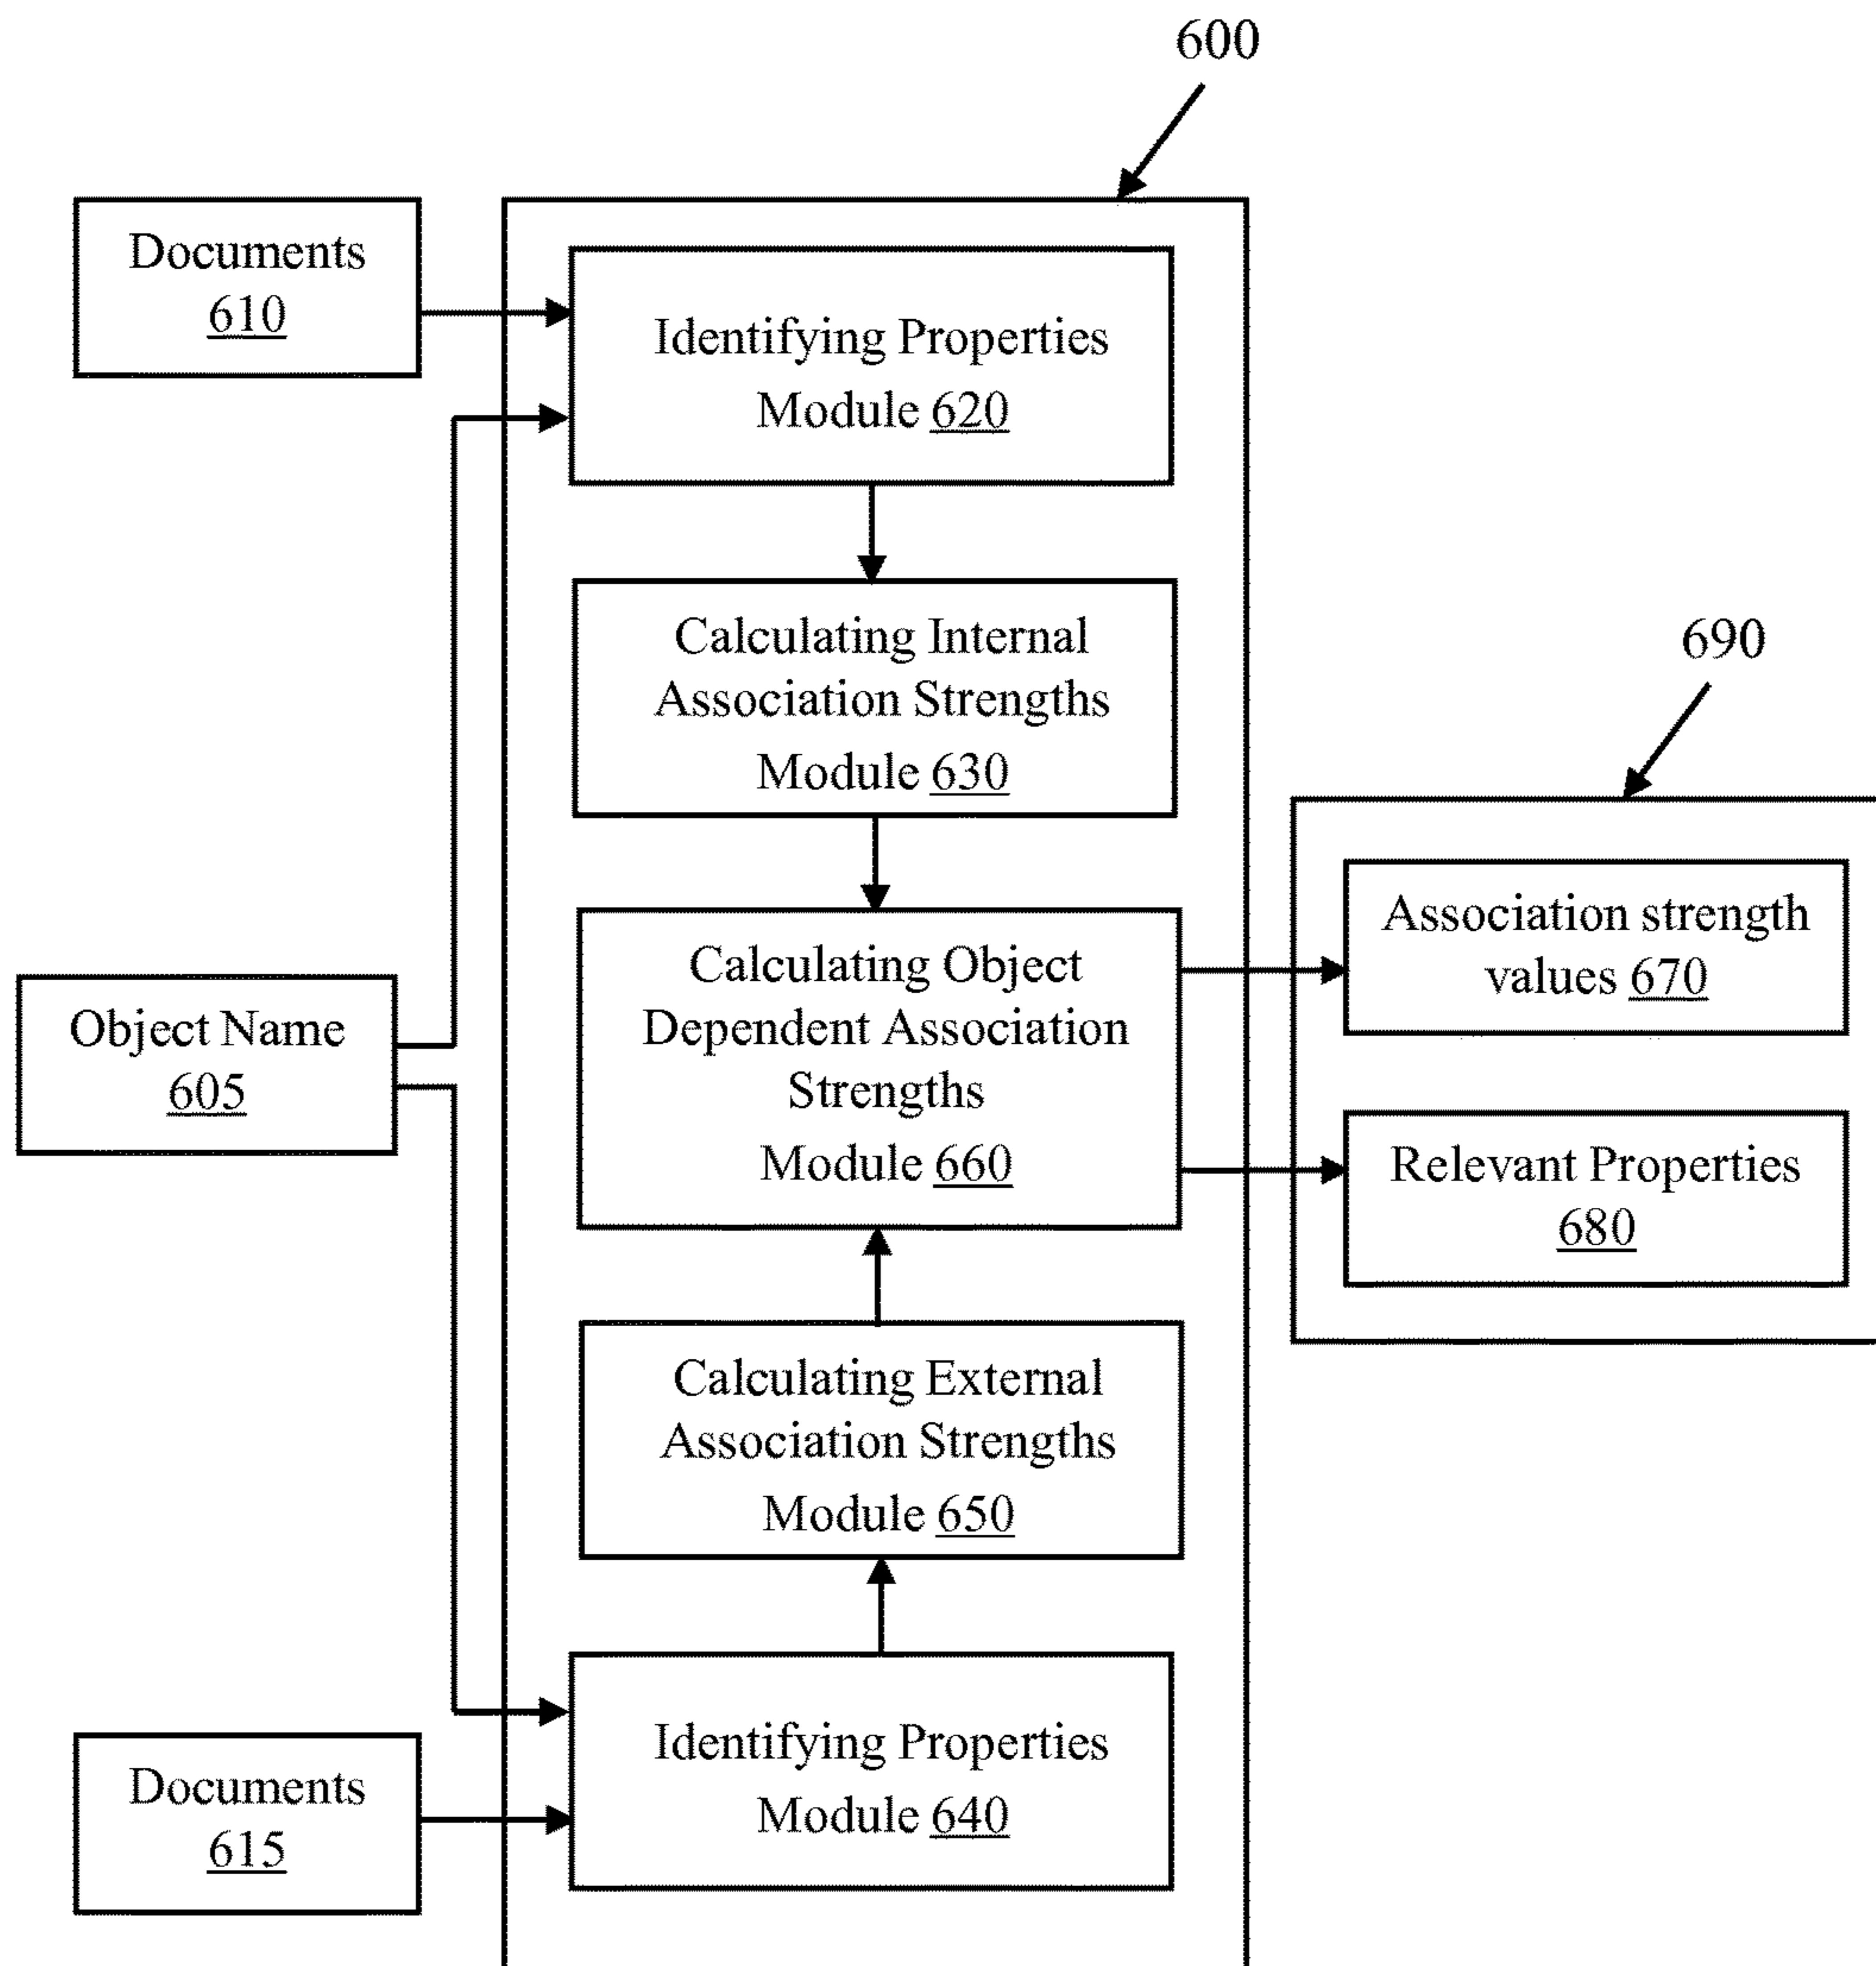 600
Documents
610
Identifying Properties
Module 620
Calculating Internal
Association Strengths
Module 630
690
Object Name
605
Calculating Object
Dependent Association
Strengths
Module 660
Association strength
values 670
Relevant Properties
680
Calculating External
Association Strengths
Module 650
Identifying Properties
Module 640
Documents
615